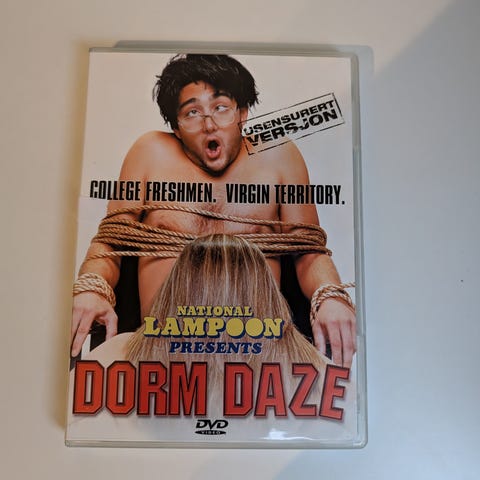 USENSURERT
VERSJON
COLLEGE FRESHMEN. VIRGIN TERRITORY.
NATIONAL
LAMPOON
PRESENTS
DORM DAZE
DVD
VIDEO